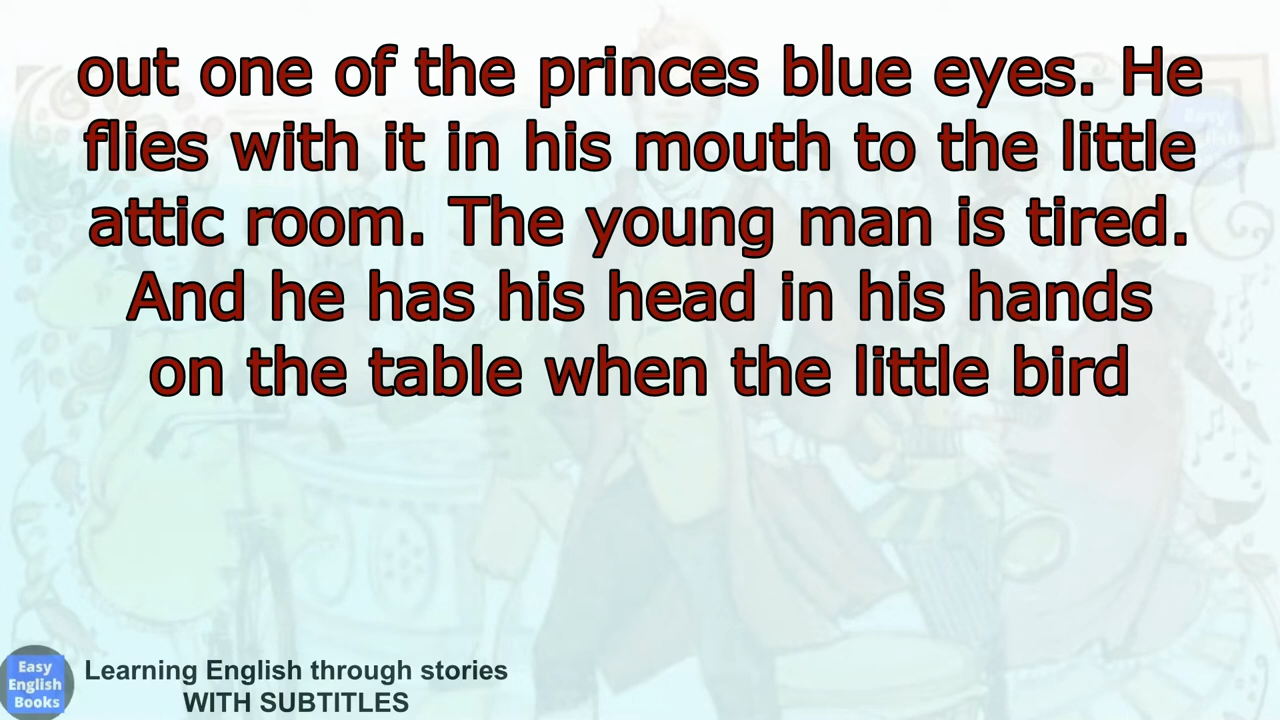 out one of the princes blue eyes. He
flies with it in his mouth to the little
attic room. The young man is tired.
And he has his head in his hands
on the table when the little bird
Easy
English
Books
Learning English through stories
WITH SUBTITLES